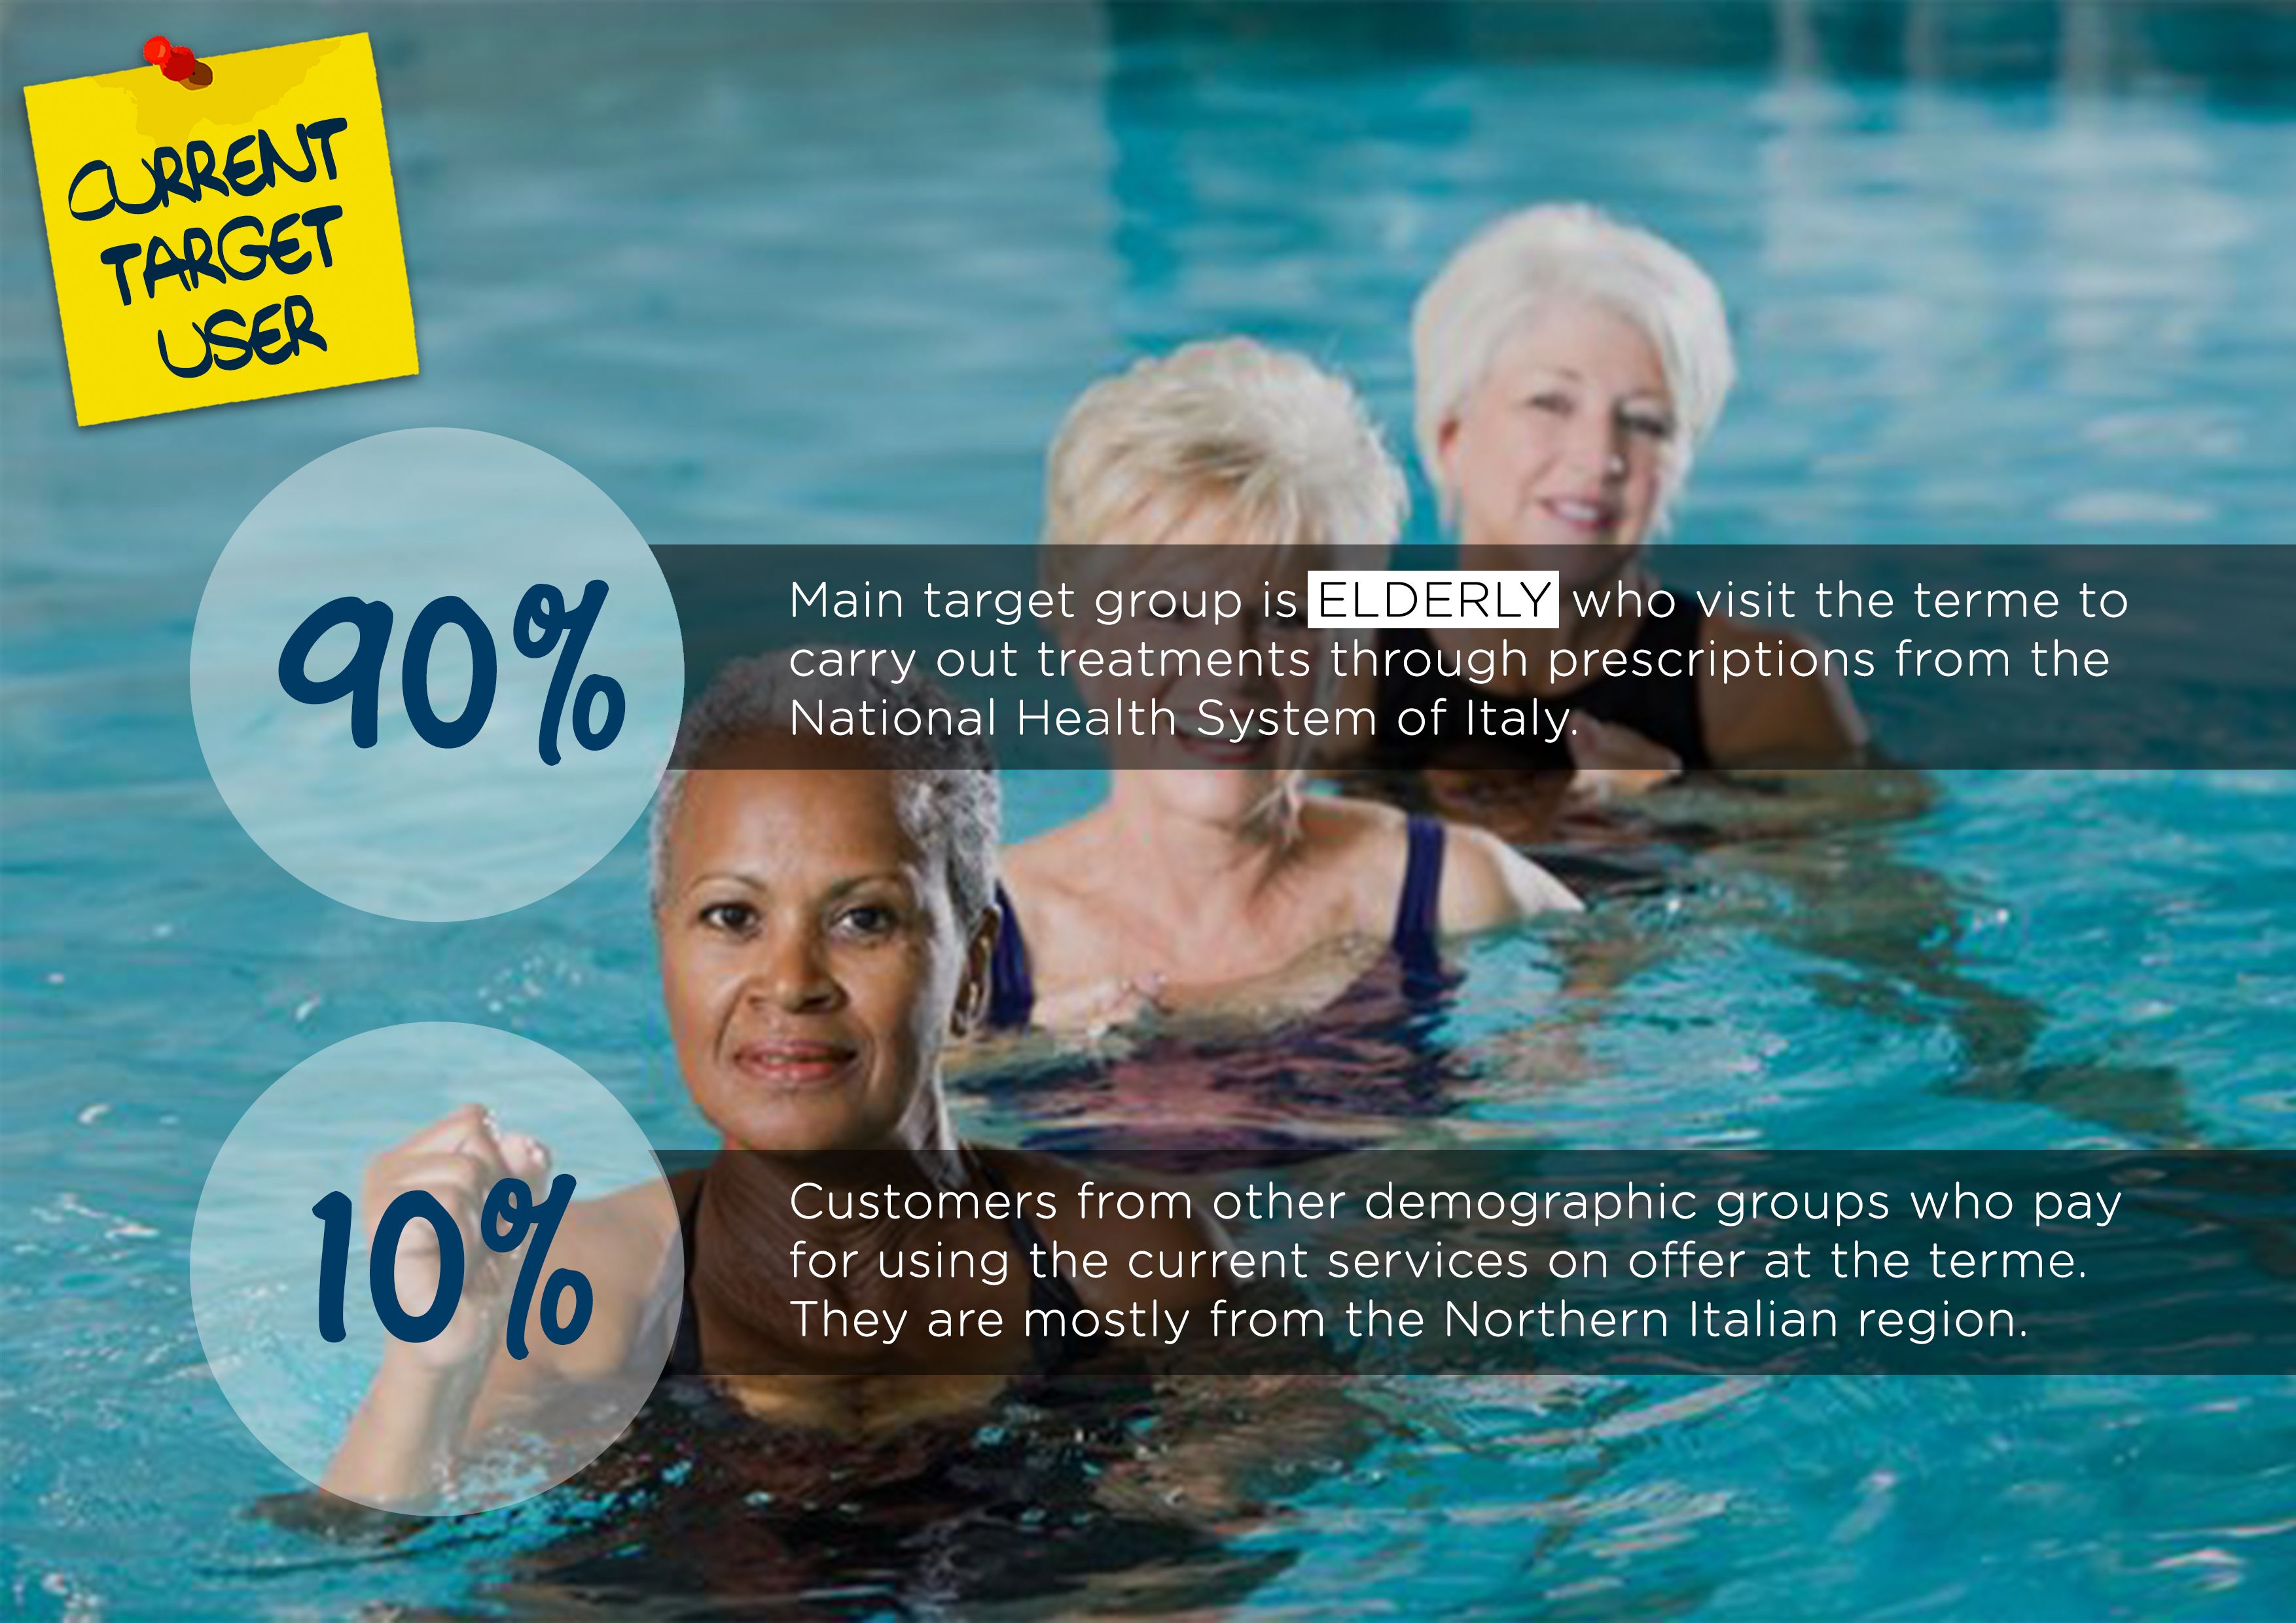 CURRENT
TARGET
USER
90%
Main target group is ELDERLY who visit the terme to
carry out treatments through prescriptions from the
National Health System of Italy.
10%
Customers from other demographic groups who pay
for using the current services on offer at the terme.
They are mostly from the Northern Italian region.